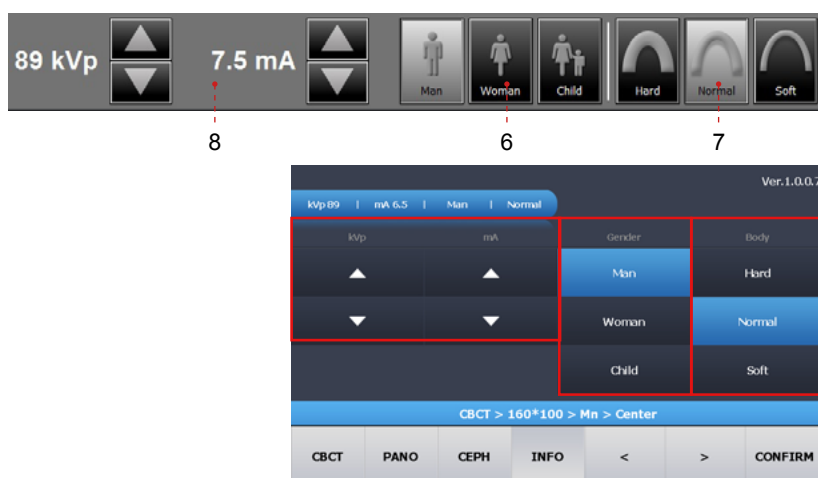 89 kVp 7.5 mA Man Woman Child Hard Normal Soft
8 6 7
Ver.1.0.0.7
kVp 89 | mA 6.5 | Man | Normal
kVp mA Gender Body
Man Hard
Woman Normal
Child Soft
CBCT > 160*100 > Mn > Center
CBCT PANO CEPH INFO < > CONFIRM